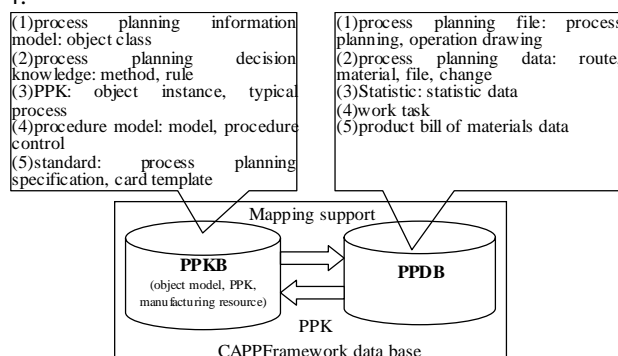 (1)process planning information
model: object class
(2)process planning decision
knowledge: method, rule
(3)PPK: object instance, typical
process
(4)procedure model: model, procedure
control
(5)standard: process planning
specification, card template
(1)process planning file: process
planning, operation drawing
(2)process planning data: route,
material, file, change
(3)Statistic: statistic data
(4)work task
(5)product bill of materials data
Mapping support
PPKB
(object model, PPK,
manufacturing resource)
PPDB
PPK
CAPPFramework data base